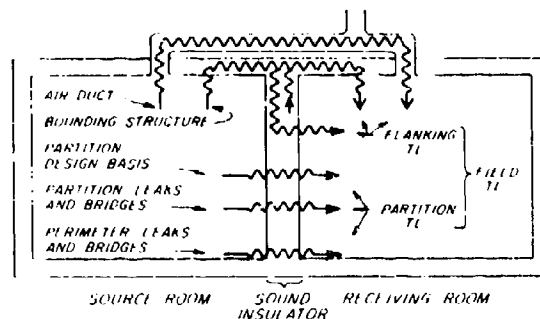 AIR DUCT
BOUNDING STRUCTURE
PARTITION
DESIGN BASIS
PARTITION LEAKS
AND BRIDGES
PERIMETER LEAKS
AND BRIDGES
FLANKING
TL
PARTITION
TL
FIELD
TL
SOURCE ROOM
SOUND
INSULATOR
RECEIVING ROOM